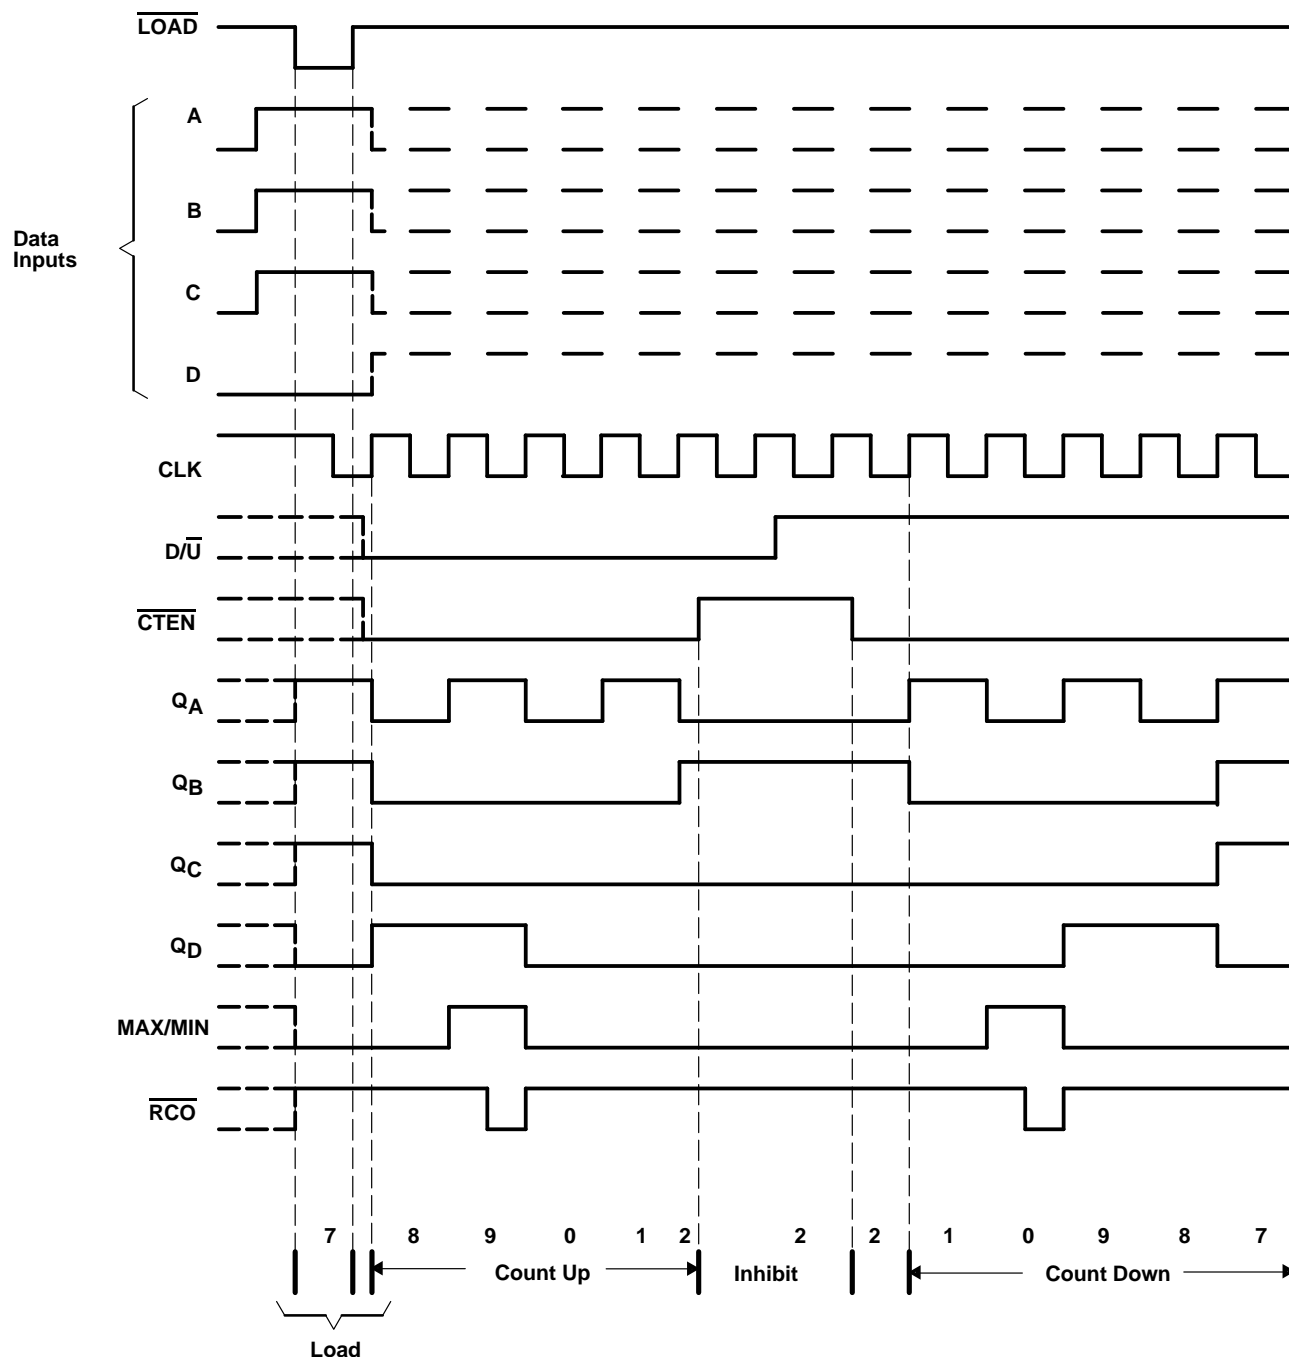 LOAD
A
B
Data
Inputs
C
D
CLK
D/U
CTEN
QA
QB
QC
QD
MAX/MIN
RCO
7 8 9 0 1 2 2 2 1 0 9 8 7
Count Up Inhibit Count Down
Load